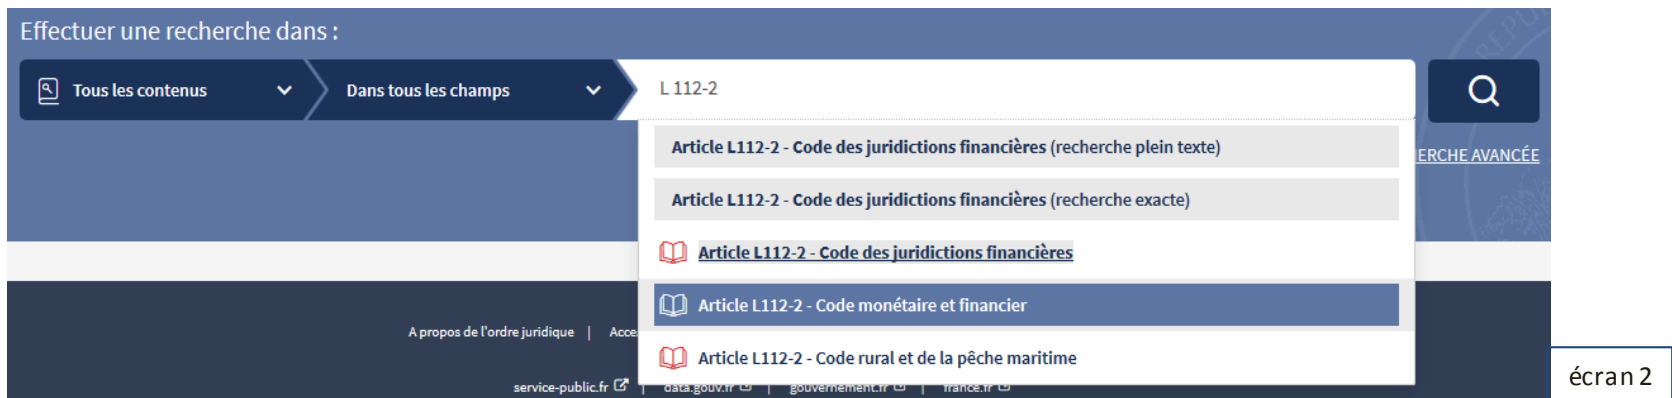 Effectuer une recherche dans :
Tous les contenus
Dans tous les champs
L 112-2
Article L112-2 - Code des juridictions financières (recherche plein texte)
ERCHE AVANCÉE
Article L112-2 - Code des juridictions financières (recherche exacte)
Article L112-2 - Code des juridictions financières
Article L112-2 - Code monétaire et financier
A propos de l'ordre juridique | Acce
Article L112-2 - Code rural et de la pêche maritime
service-public.fr | data.gouv.fr | gouvernement.fr | france.fr
écran 2